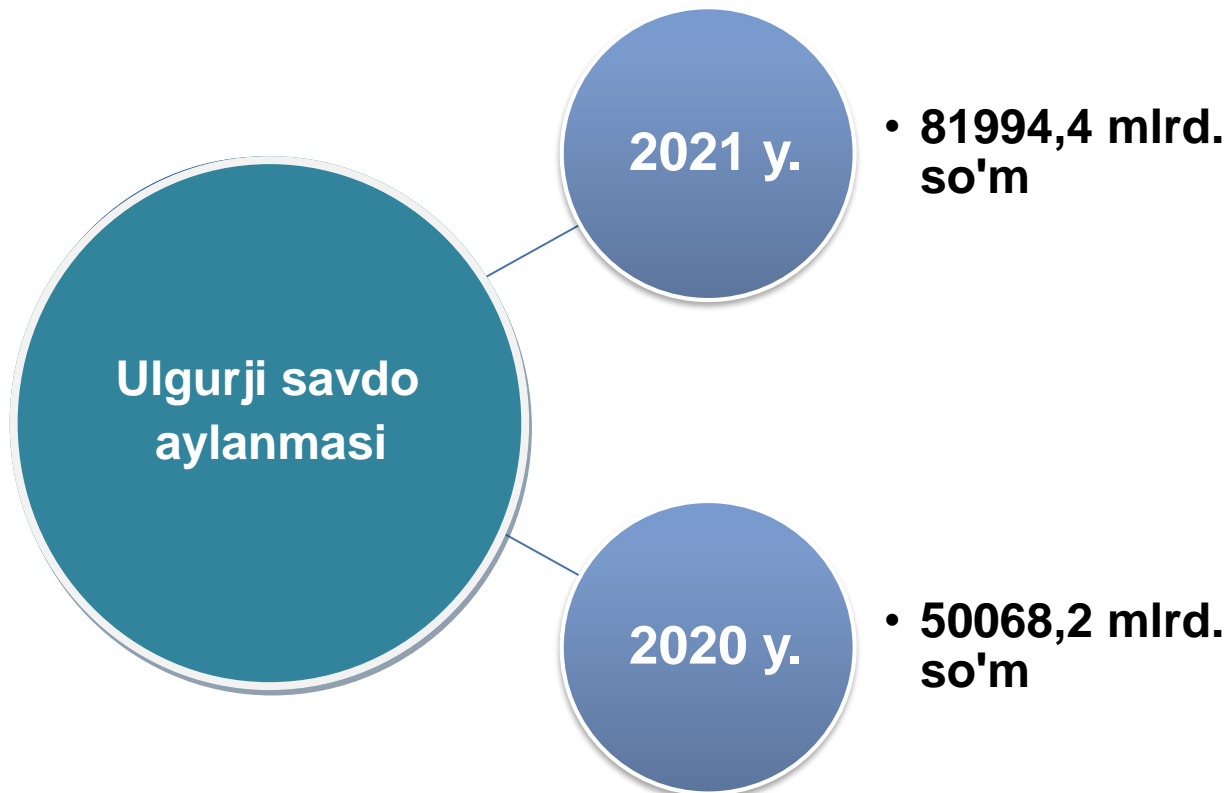 Ulgurji savdo
aylanmasi
2021 y.
• 81994,4 mlrd.
so'm
2020 y.
• 50068,2 mlrd.
so'm